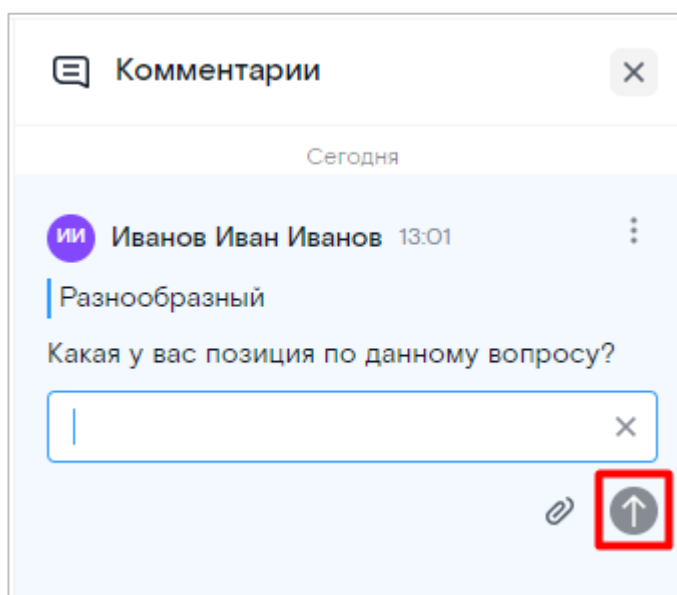 Комментарии
Сегодня
ИИ Иванов Иван Иванов 13:01
Разнообразный
Какая у вас позиция по данному вопросу?